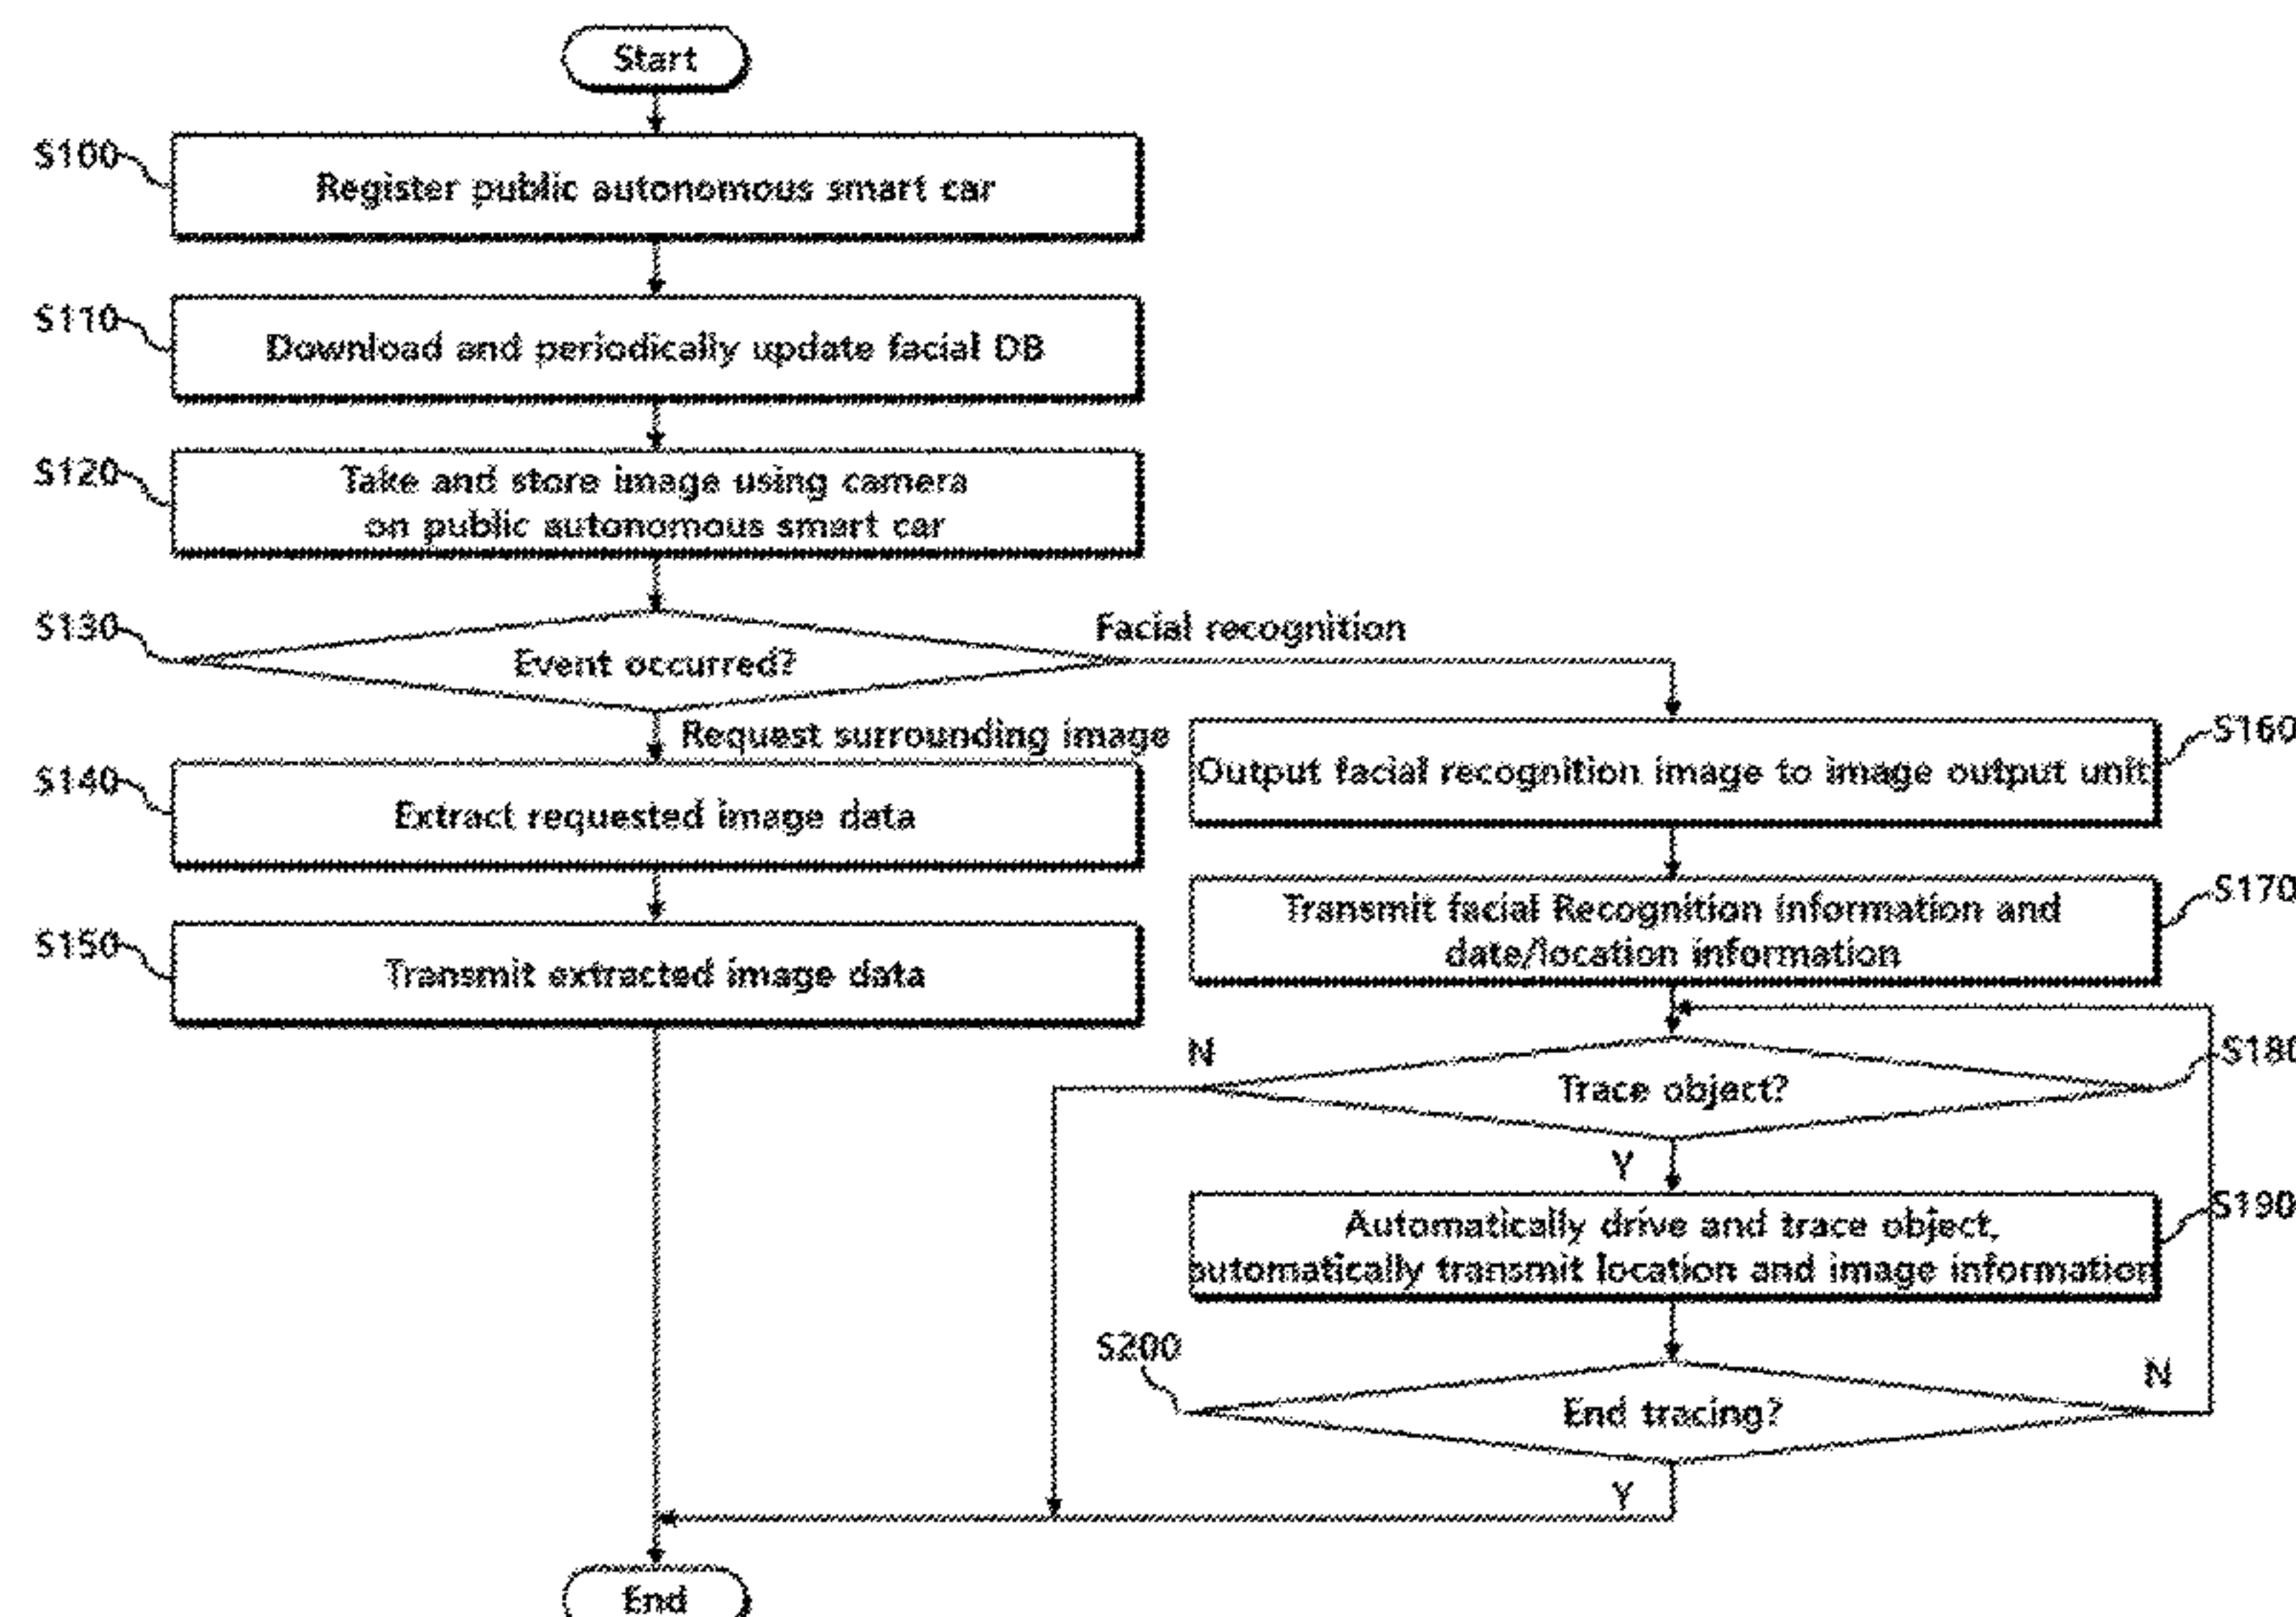 Start
S100
Register public autonomous smart car
S110
Download and periodically update facial DB
S120
Take and store image using camera
on public autonomous smart car
S130
Event occurred?
Facial recognition
Request surrounding image
S140
Extract requested image data
S150
Transmit extracted image data
S160
Output facial recognition image to image output unit
S170
Transmit facial Recognition Information and
date/location information
N
S180
Trace object?
Y
S190
Automatically drive and trace object,
automatically transmit location and image information
S200
N
End tracing?
Y
End